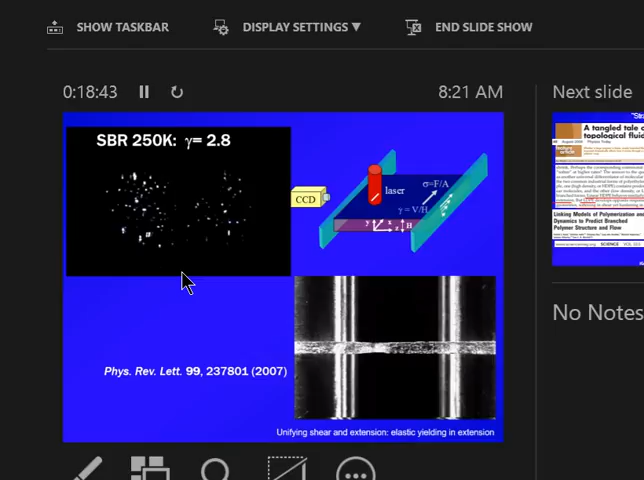 SHOW TASKBAR
DISPLAY SETTINGS ▼
END SLIDE SHOW
0:18:43
8:21 AM
Next slide
SBR 250K: γ= 2.8
CCD
laser
σ=F/A
γ = V/H
H
Phys. Rev. Lett. 99, 237801 (2007)
Unifying shear and extension: elastic yielding in extension
A tangled tale o
topological fluid
Linking Models of Polymerization and
Dynamics to Predict Branched
Polymer Structure and Flow
No Notes